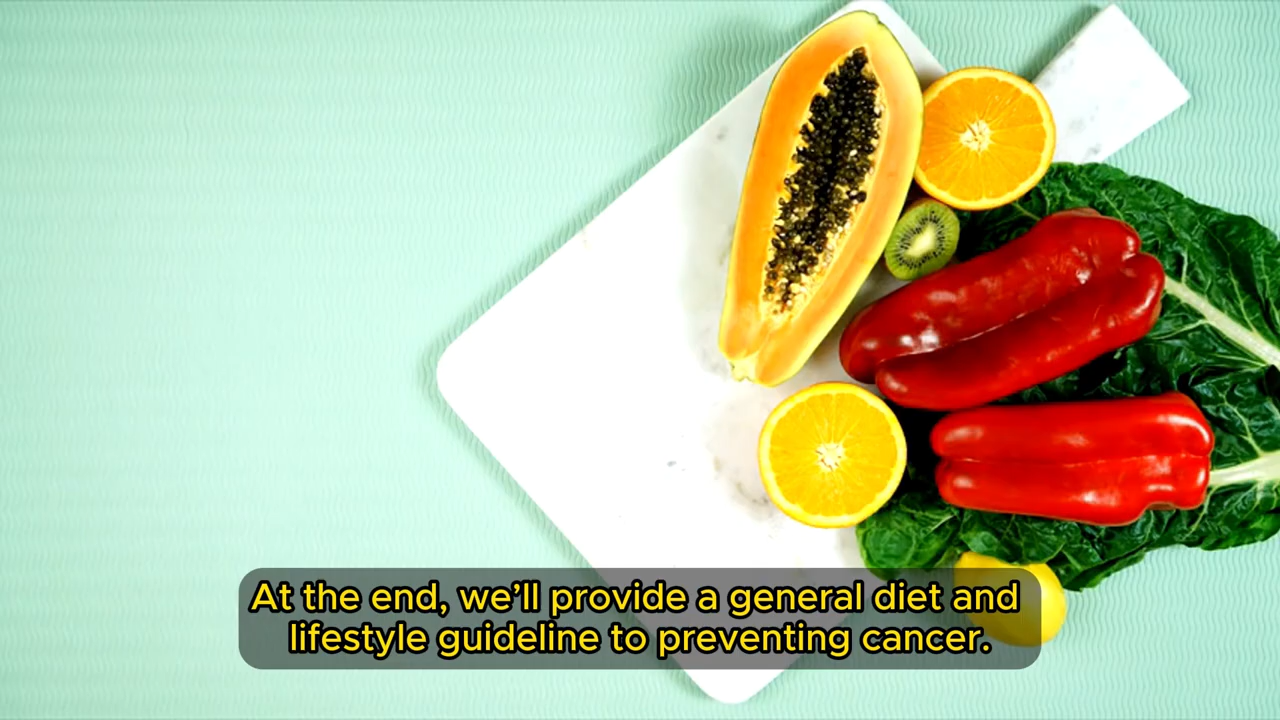 At the end, we’ll provide a general diet and
lifestyle guideline to preventing cancer.